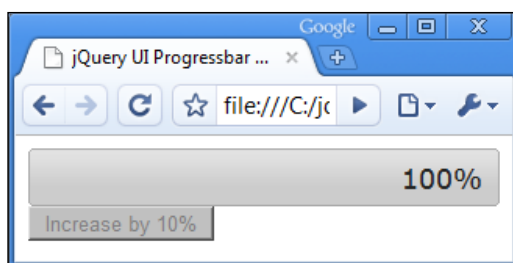 Google
jQuery UI Progressbar ...
file:///C:/jc
100%
Increase by 10%